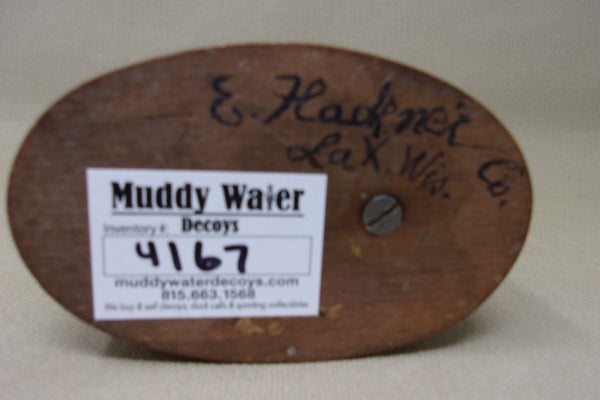 E. Hackner Co.
LaX. Wis.
Muddy Water
Decoys
Inventory #:
4167
muddywaterdecoys.com
815.663.1568
We buy & sell decoys, duck calls & sporting collectibles